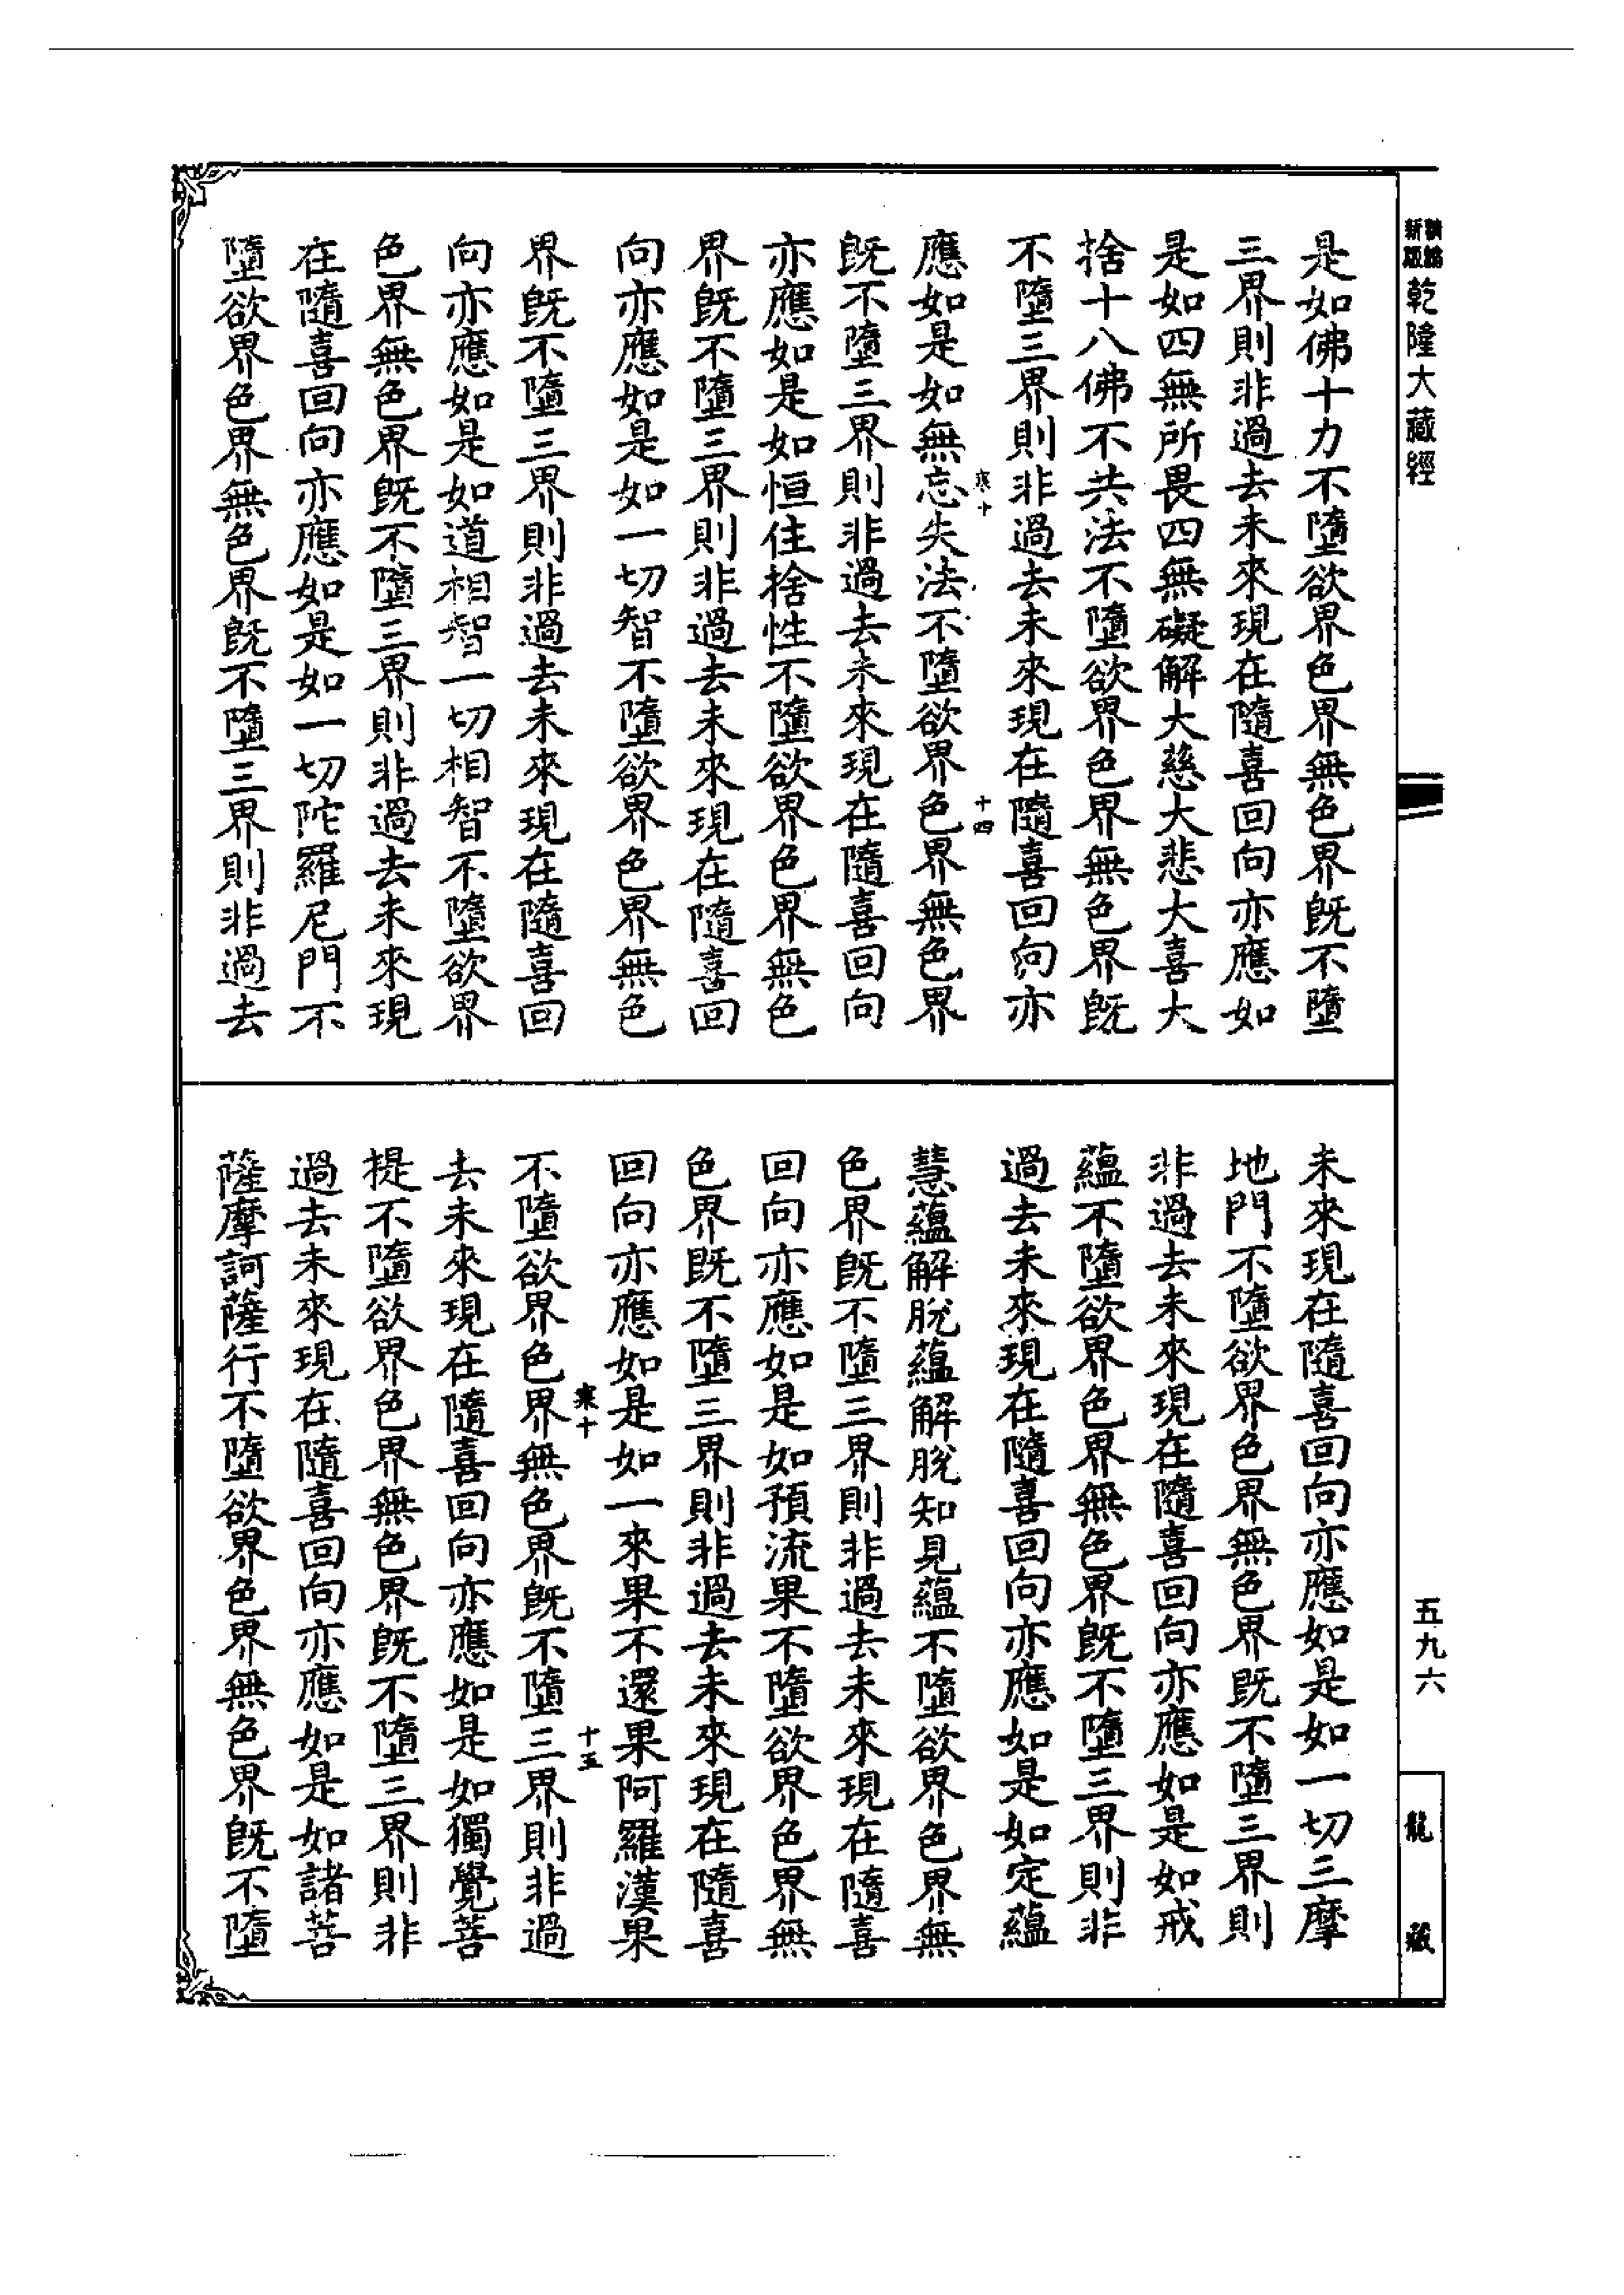 新版
乾隆大藏經
五九六
龍藏
是如佛十力不墮欲界色界無色界既不墮
三界則非過去未來現在隨喜回向亦應如
是如四無所畏四無礙解大慈大悲大喜大
捨十八佛不共法不墮欲界色界無色界既
不墮三界則非過去未來現在隨喜回向亦
寒十
十四
應如是如無忘失法不墮欲界色界無色界
既不墮三界則非過去未來現在隨喜回向
亦應如是如恒住捨性不墮欲界色界無色
界既不墮三界則非過去未來現在隨喜回
向亦應如是如一切智不墮欲界色界無色
界既不墮三界則非過去未來現在隨喜回
向亦應如是如道相智一切相智不墮欲界
色界無色界既不墮三界則非過去未來現
在隨喜回向亦應如是如一切陀羅尼門不
墮欲界色界無色界既不墮三界則非過去
未來現在隨喜回向亦應如是如一切三摩
地門不墮欲界色界無色界既不墮三界則
非過去未來現在隨喜回向亦應如是如戒
蘊不墮欲界色界無色界既不墮三界則非
過去未來現在隨喜回向亦應如是如定蘊
慧蘊解脫蘊解脫知見蘊不墮欲界色界無
色界既不墮三界則非過去未來現在隨喜
回向亦應如是如預流果不墮欲界色界無
色界既不墮三界則非過去未來現在隨喜
回向亦應如是如一來果不還果阿羅漢果
寒十
十五
不墮欲界色界無色界既不墮三界則非過
去未來現在隨喜回向亦應如是如獨覺菩
提不墮欲界色界無色界既不墮三界則非
過去未來現在隨喜回向亦應如是如諸菩
薩摩訶薩行不墮欲界色界無色界既不墮